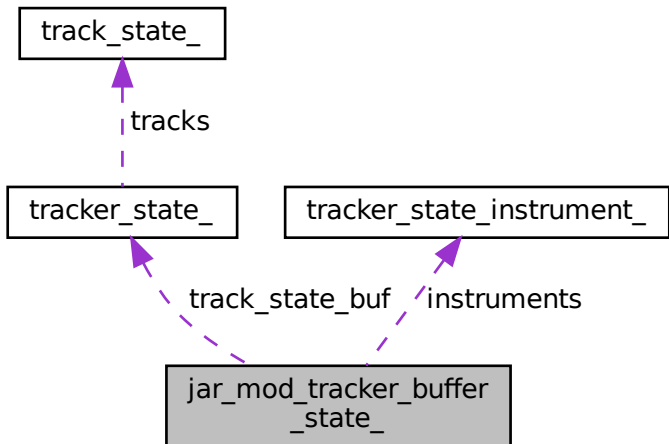 track_state_
tracks
tracker_state_
tracker_state_instrument_
track_state_buf
instruments
jar_mod_tracker_buffer
_state_